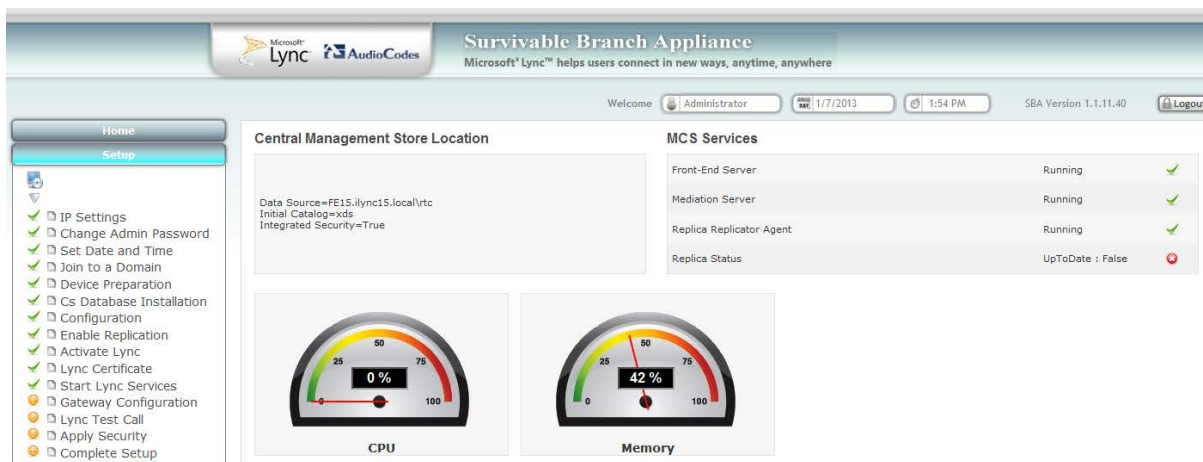 Microsoft®
Lync
AudioCodes
Survivable Branch Appliance
Microsoft® Lync™ helps users connect in new ways, anytime, anywhere
Welcome Administrator 1/7/2013 1:54 PM SBA Version 1.1.11.40 Logout
Home
Setup
IP Settings
Change Admin Password
Set Date and Time
Join to a Domain
Device Preparation
Cs Database Installation
Configuration
Enable Replication
Activate Lync
Lync Certificate
Start Lync Services
Gateway Configuration
Lync Test Call
Apply Security
Complete Setup
Central Management Store Location
Data Source=FE15.ilync15.local\rtc
Initial Catalog=xds
Integrated Security=True
MCS Services
Front-End Server Running
Mediation Server Running
Replica Replicator Agent Running
Replica Status UpToDate : False
0 25 50 75 100
0 %
CPU
0 25 50 75 100
42 %
Memory